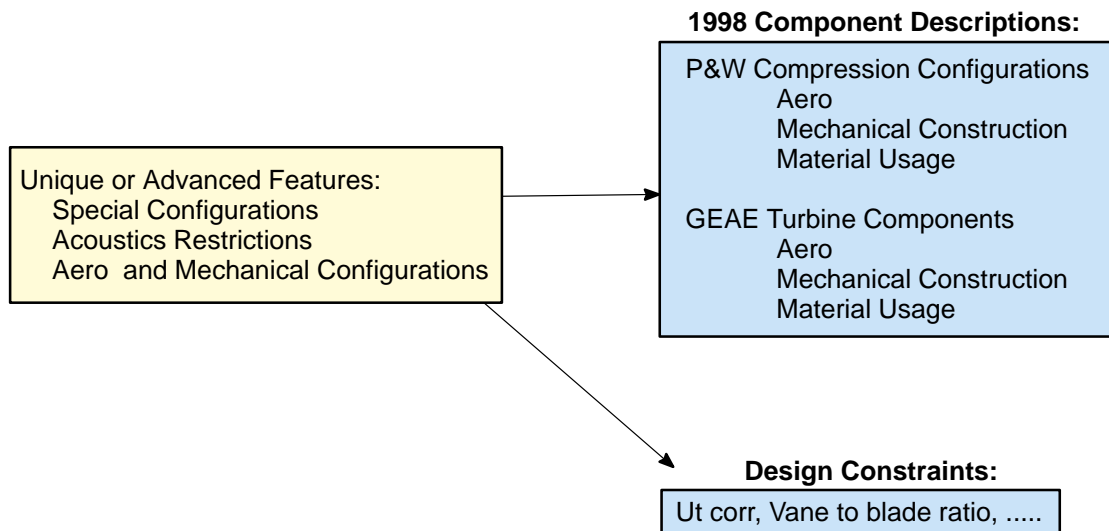 1998 Component Descriptions:
P&W Compression Configurations
Aero
Mechanical Construction
Material Usage
GEAE Turbine Components
Aero
Mechanical Construction
Material Usage
Unique or Advanced Features:
Special Configurations
Acoustics Restrictions
Aero  and Mechanical Configurations
Design Constraints:
Ut corr, Vane to blade ratio, .....